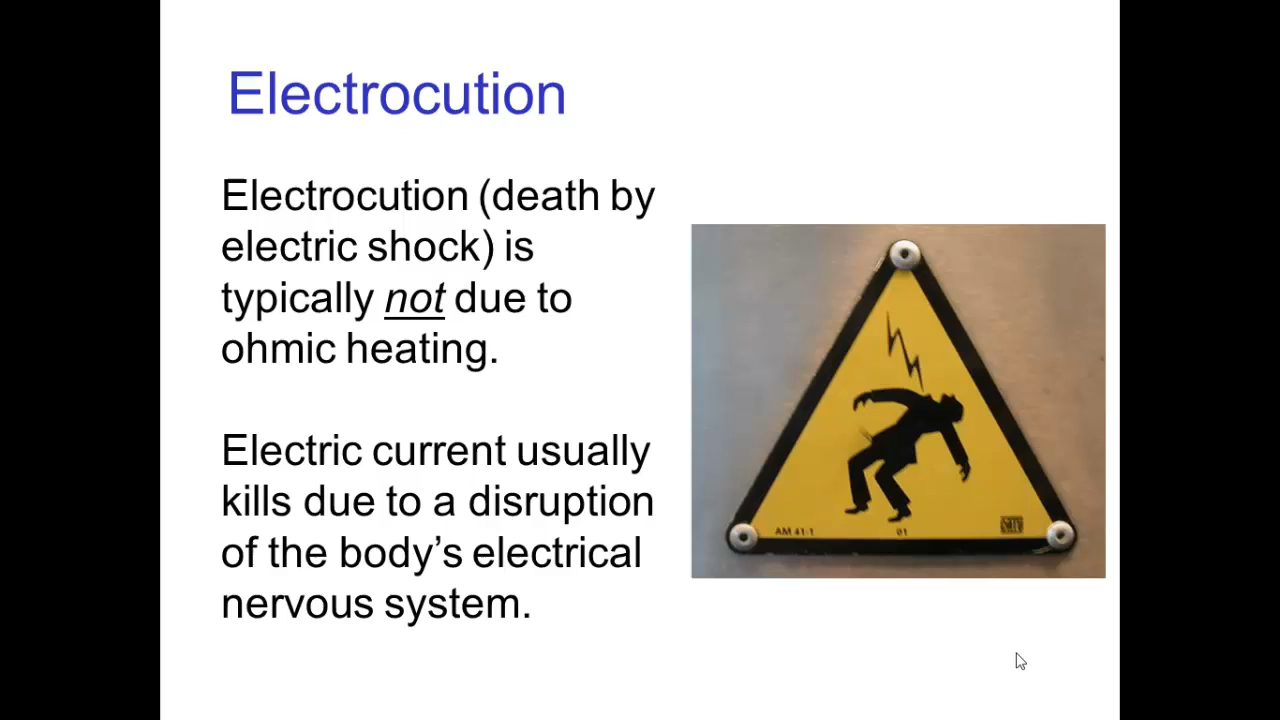 Electrocution
Electrocution (death by
electric shock) is
typically not due to
ohmic heating.
Electric current usually
kills due to a disruption
of the body’s electrical
nervous system.
AM 41:1
01